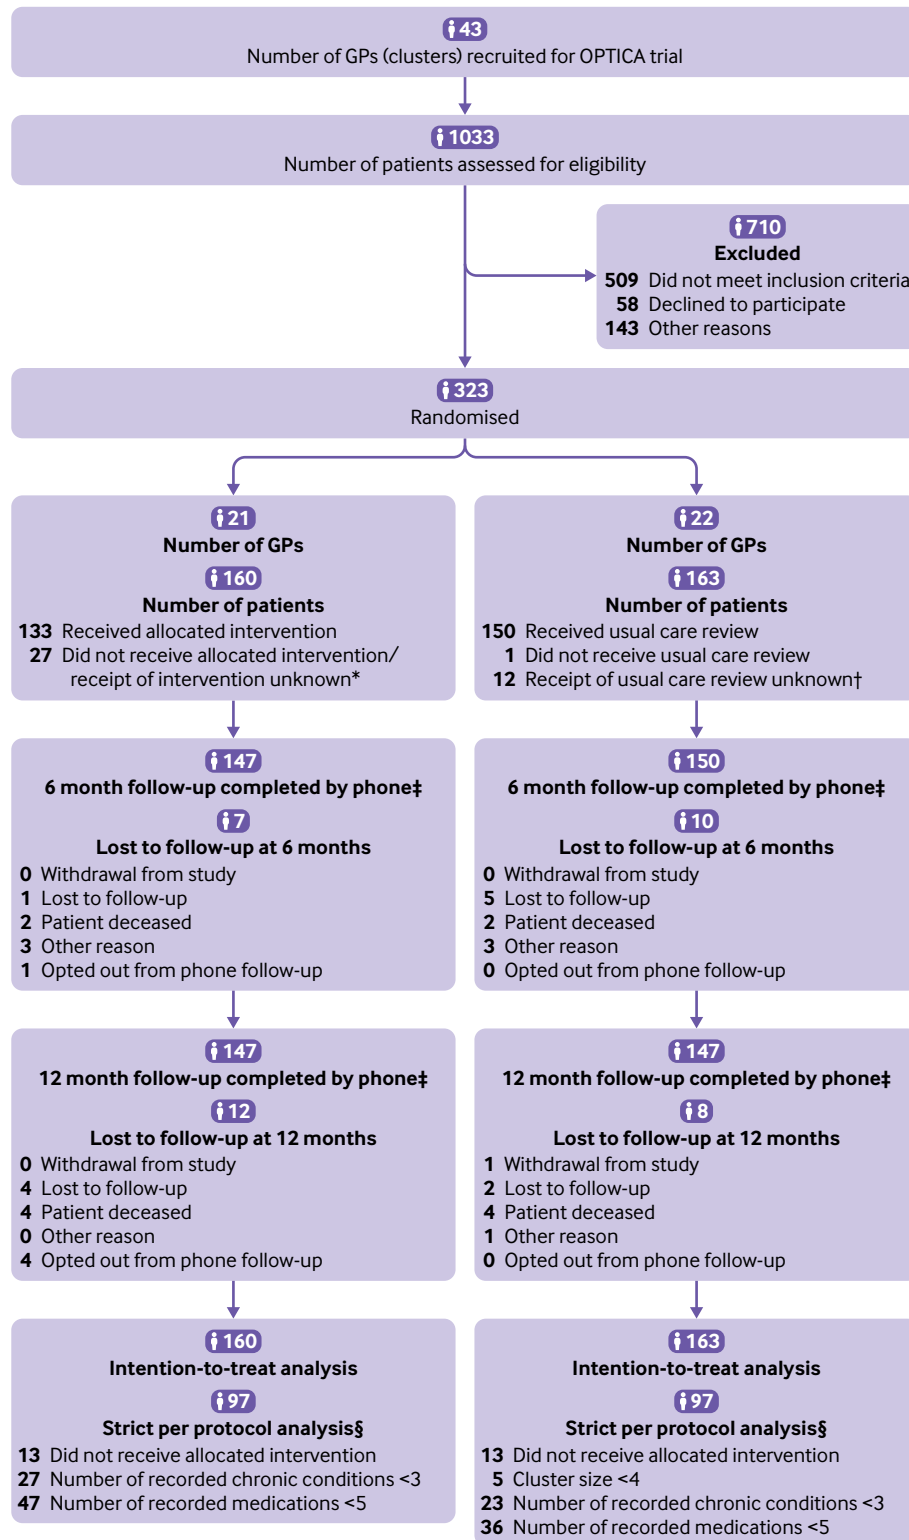 43
Number of GPs (clusters) recruited for OPTICA trial
1033
Number of patients assessed for eligibility
710
Excluded
509 Did not meet inclusion criteria
58 Declined to participate
143 Other reasons
323
Randomised
21
Number of GPs
160
Number of patients
133 Received allocated intervention
27 Did not receive allocated intervention/
receipt of intervention unknown*
22
Number of GPs
163
Number of patients
150 Received usual care review
1 Did not receive usual care review
12 Receipt of usual care review unknown†
147
6 month follow-up completed by phone‡
7
Lost to follow-up at 6 months
0 Withdrawal from study
1 Lost to follow-up
2 Patient deceased
3 Other reason
1 Opted out from phone follow-up
150
6 month follow-up completed by phone‡
10
Lost to follow-up at 6 months
0 Withdrawal from study
5 Lost to follow-up
2 Patient deceased
3 Other reason
0 Opted out from phone follow-up
147
12 month follow-up completed by phone‡
12
Lost to follow-up at 12 months
0 Withdrawal from study
4 Lost to follow-up
4 Patient deceased
0 Other reason
4 Opted out from phone follow-up
147
12 month follow-up completed by phone‡
8
Lost to follow-up at 12 months
1 Withdrawal from study
2 Lost to follow-up
4 Patient deceased
1 Other reason
0 Opted out from phone follow-up
160
Intention-to-treat analysis
97
Strict per protocol analysis§
13 Did not receive allocated intervention
27 Number of recorded chronic conditions <3
47 Number of recorded medications <5
163
Intention-to-treat analysis
97
Strict per protocol analysis§
13 Did not receive allocated intervention
5 Cluster size <4
23 Number of recorded chronic conditions <3
36 Number of recorded medications <5